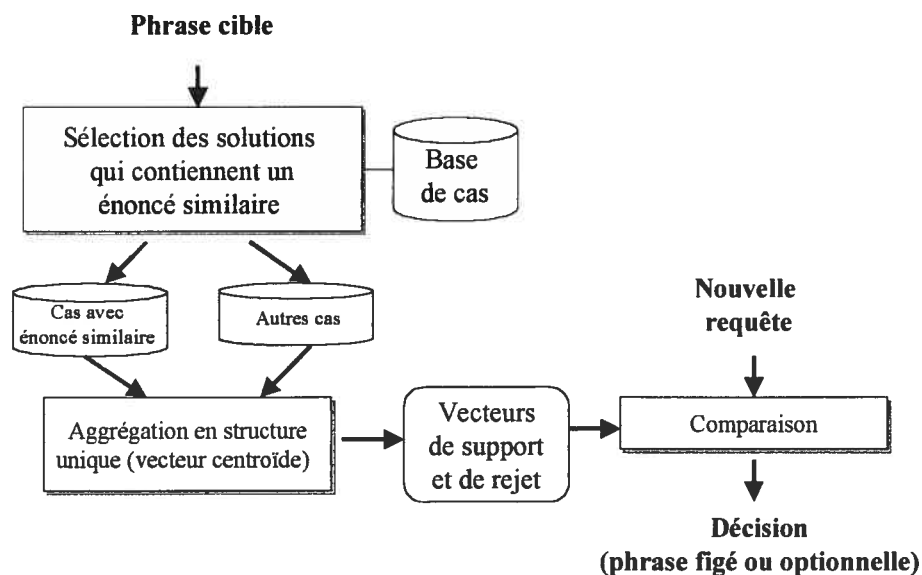 Phrase cible
Sélection des solutions
qui contiennent un
énoncé similaire
Base
de cas
Cas avec
énoncé similaire
Autres cas
Nouvelle
requête
Aggrégation en structure
unique (vecteur centroïde)
Vecteurs
de support
et de rejet
Comparaison
Décision
(phrase figé ou optionnelle)